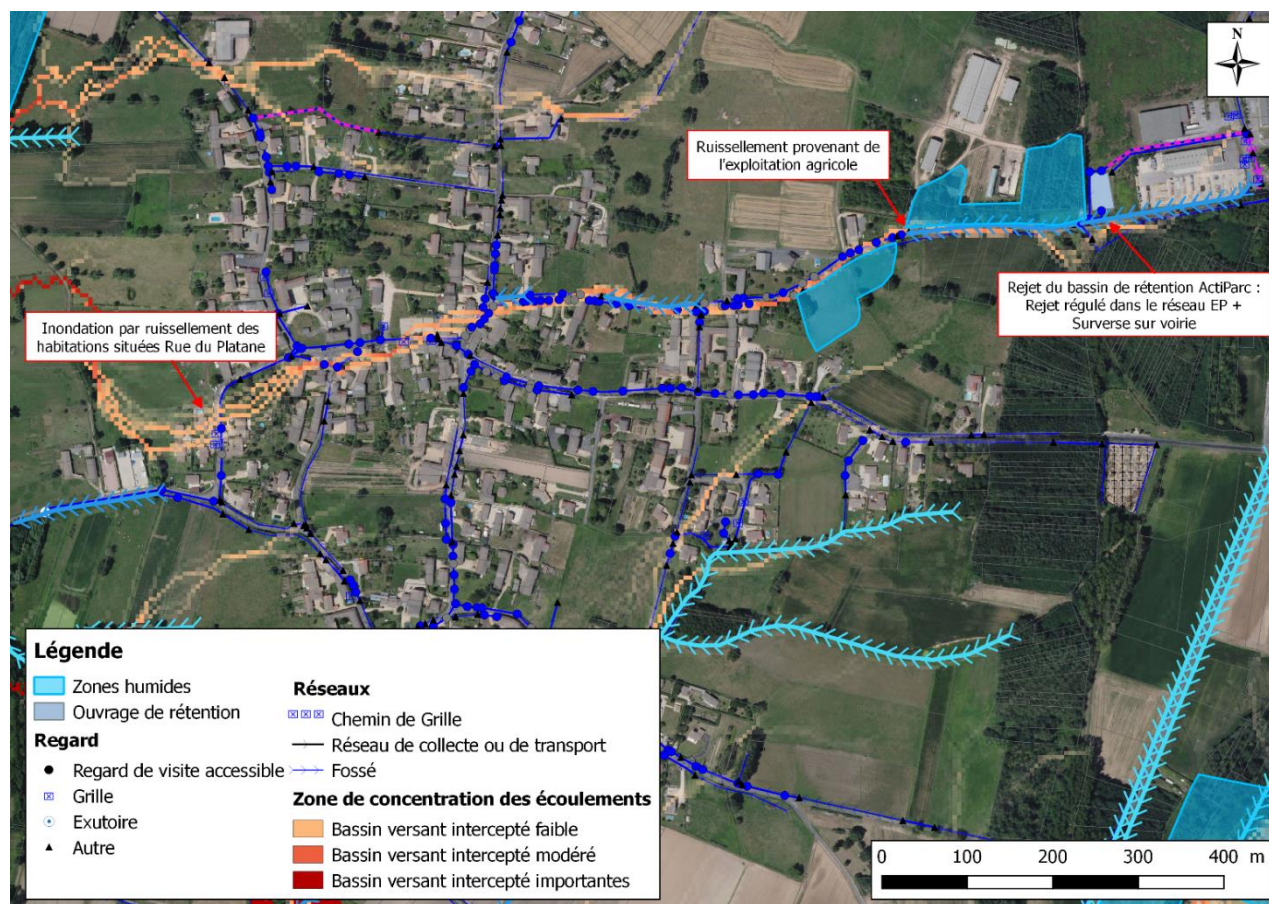 N
Ruissellement provenant de
l'exploitation agricole
Rejet du bassin de rétention ActiParc :
Rejet régulé dans le réseau EP +
Surverse sur voirie
Inondation par ruissellement des
habitations situées Rue du Platane
Légende
Zones humides
Ouvrage de rétention
Regard
Regard de visite accessible
Grille
Exutoire
Autre
Réseaux
Chemin de Grille
Réseau de collecte ou de transport
Fossé
Zone de concentration des écoulements
Bassin versant intercepté faible
Bassin versant intercepté modéré
Bassin versant intercepté importantes
0 100 200 300 400 m